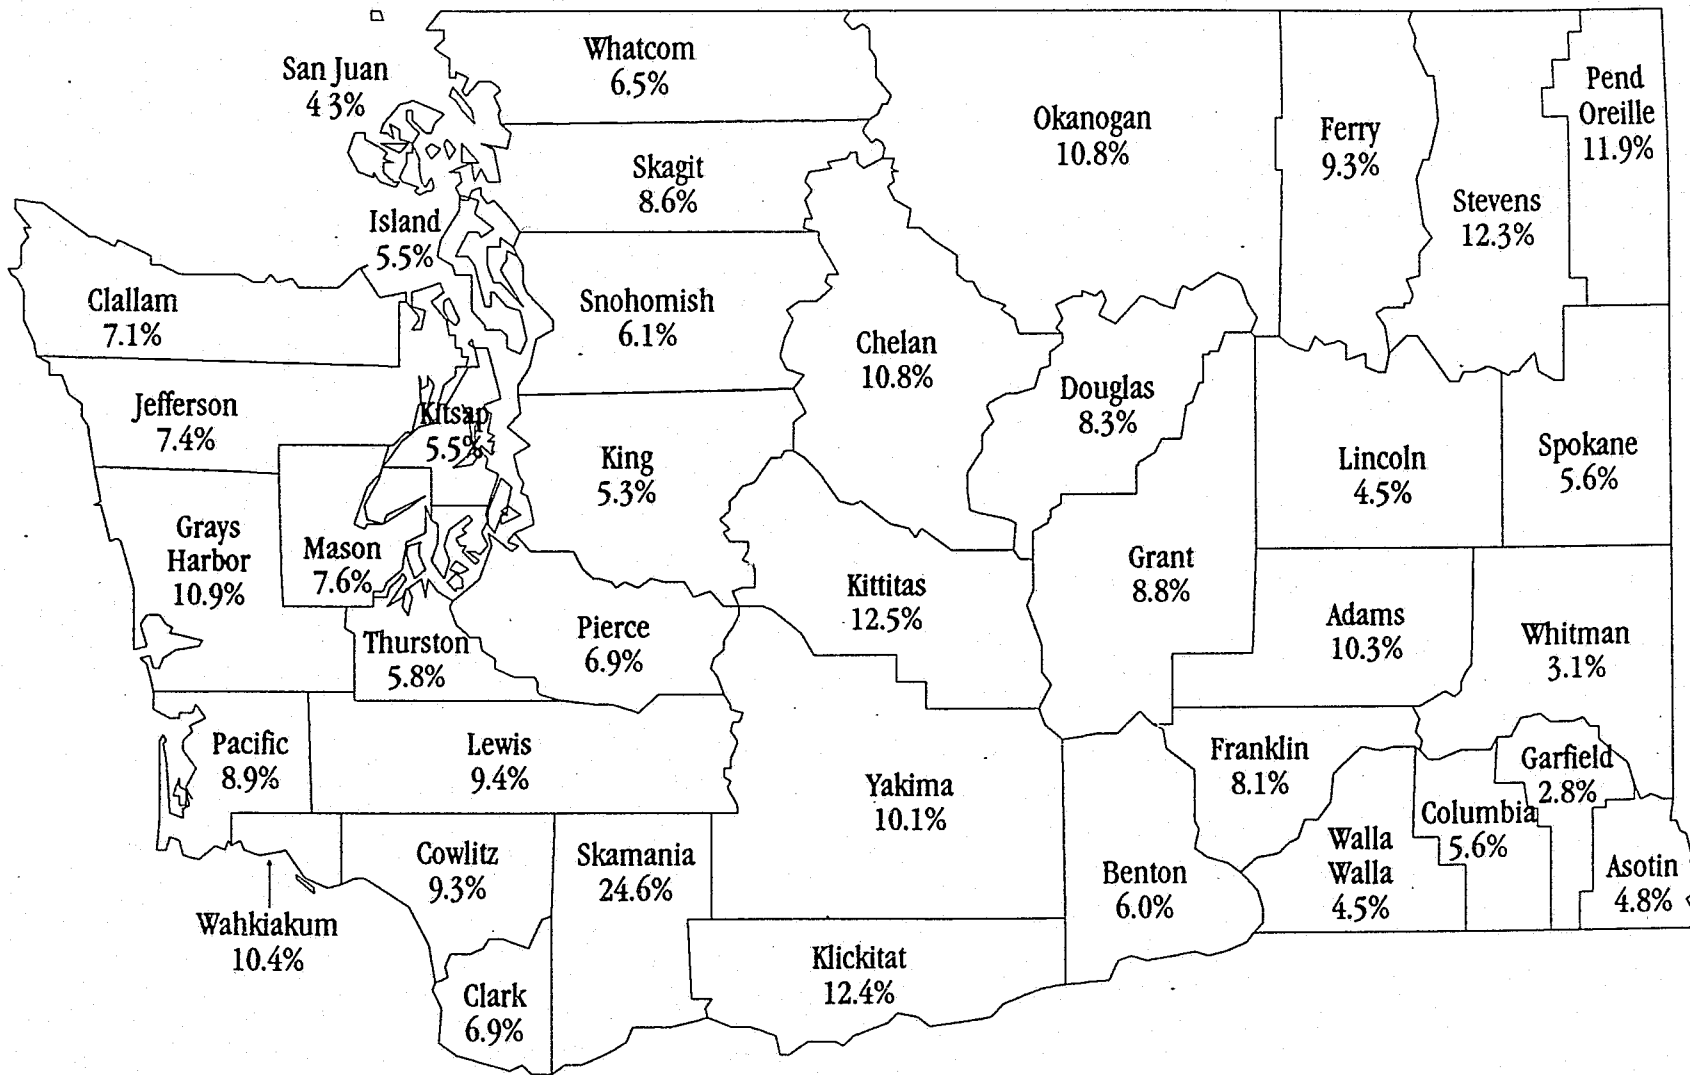 Whatcom
6.5%
San Juan
4 3%
Okanogan
10.8%
Ferry
9.3%
Pend
Oreille
11.9%
Skagit
8.6%
Stevens
12.3%
Island
5.5%
Clallam
7.1%
Snohomish
6.1%
Chelan
10.8%
Douglas
8.3%
Jefferson
7.4%
Kitsap
5.5%
King
5.3%
Lincoln
4.5%
Spokane
5.6%
Grays
Harbor
10.9%
Mason
7.6%
Kittitas
12.5%
Grant
8.8%
Adams
10.3%
Whitman
3.1%
Thurston
5.8%
Pierce
6.9%
Pacific
8.9%
Lewis
9.4%
Yakima
10.1%
Franklin
8.1%
Garfield
2.8%
Columbia
5.6%
Walla
Walla
4.5%
Asotin
4.8%
Cowlitz
9.3%
Skamania
24.6%
Benton
6.0%
Wahkiakum
10.4%
Klickitat
12.4%
Clark
6.9%